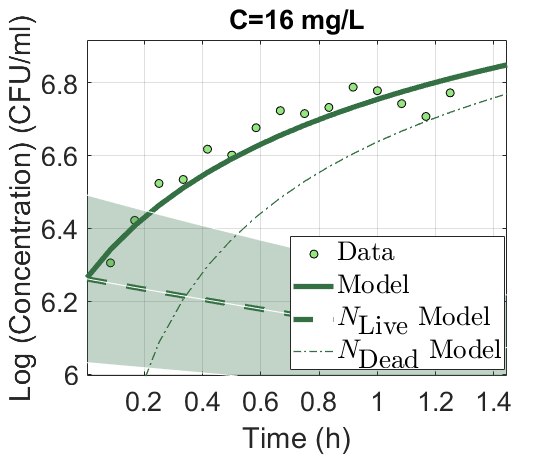 C=16 mg/L
Log (Concentration) (CFU/ml)
6.8
6.6
6.4
6.2
6
Data
Model
N_Live Model
N_Dead Model
0.2 0.4 0.6 0.8 1 1.2 1.4
Time (h)